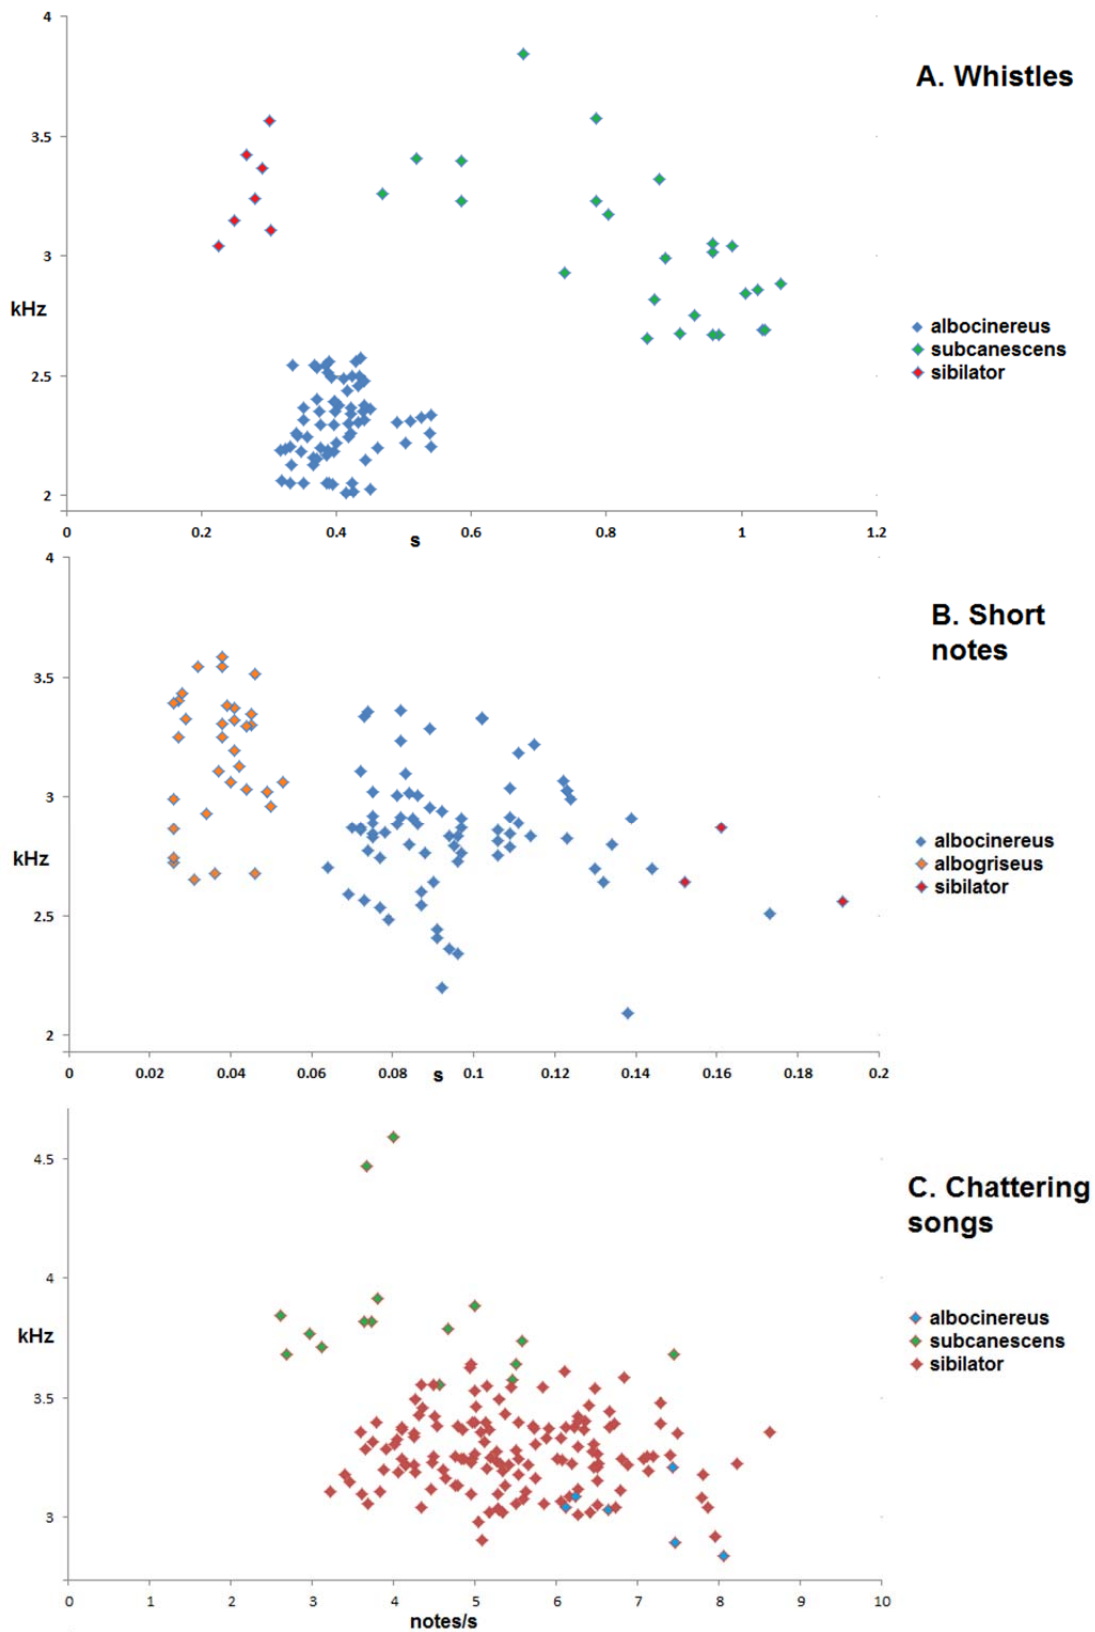 4
3.5
3
kHz
2.5
2
0
0.2
0.4
s
0.6
0.8
1
1.2
A. Whistles
albocinereus
subcanescens
sibilator
4
3.5
3
kHz
2.5
2
0
0.02
0.04
0.06
0.08
s
0.1
0.12
0.14
0.16
0.18
0.2
B. Short
notes
albocinereus
albogriseus
sibilator
4.5
4
kHz
3.5
3
0
1
2
3
4
notes/s
5
6
7
8
9
10
C. Chattering
songs
albocinereus
subcanescens
sibilator